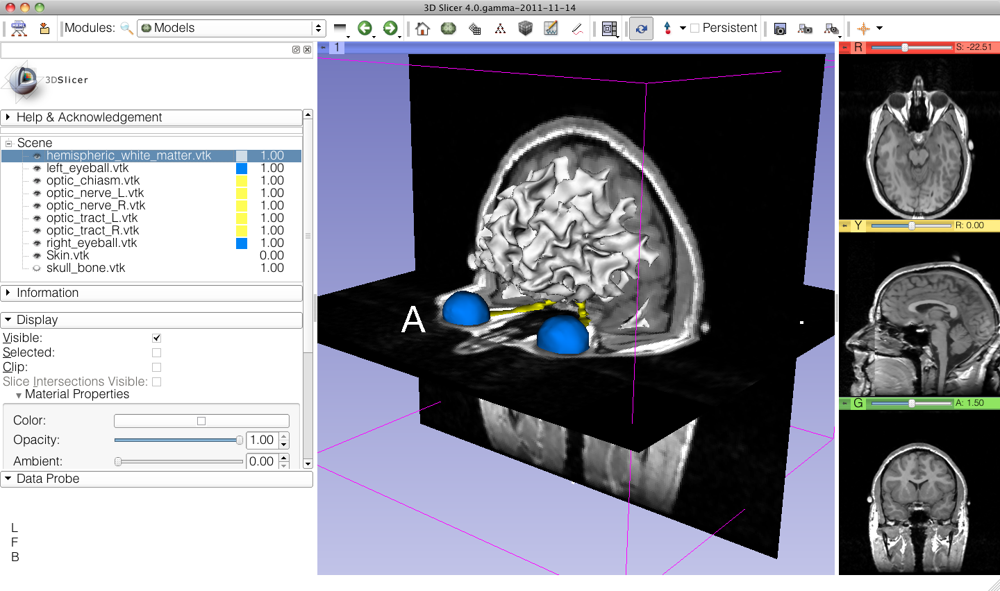 3D Slicer 4.0.gamma-2011-11-14
MRML Modules: Models Persistent
1
R S: -22.51
3DSlicer
Help & Acknowledgement
Scene
hemispheric_white_matter.vtk 1.00
left_eyeball.vtk 1.00
optic_chiasm.vtk 1.00
optic_nerve_L.vtk 1.00
optic_nerve_R.vtk 1.00
optic_tract_L.vtk 1.00
optic_tract_R.vtk 1.00
right_eyeball.vtk 1.00
Skin.vtk 0.00
skull_bone.vtk 1.00
Y R: 0.00
Information
Display
Visible:
Selected:
Clip:
Slice Intersections Visible:
Material Properties
Color:
Opacity: 1.00
Ambient: 0.00
A
G A: 1.50
Data Probe
L
F
B